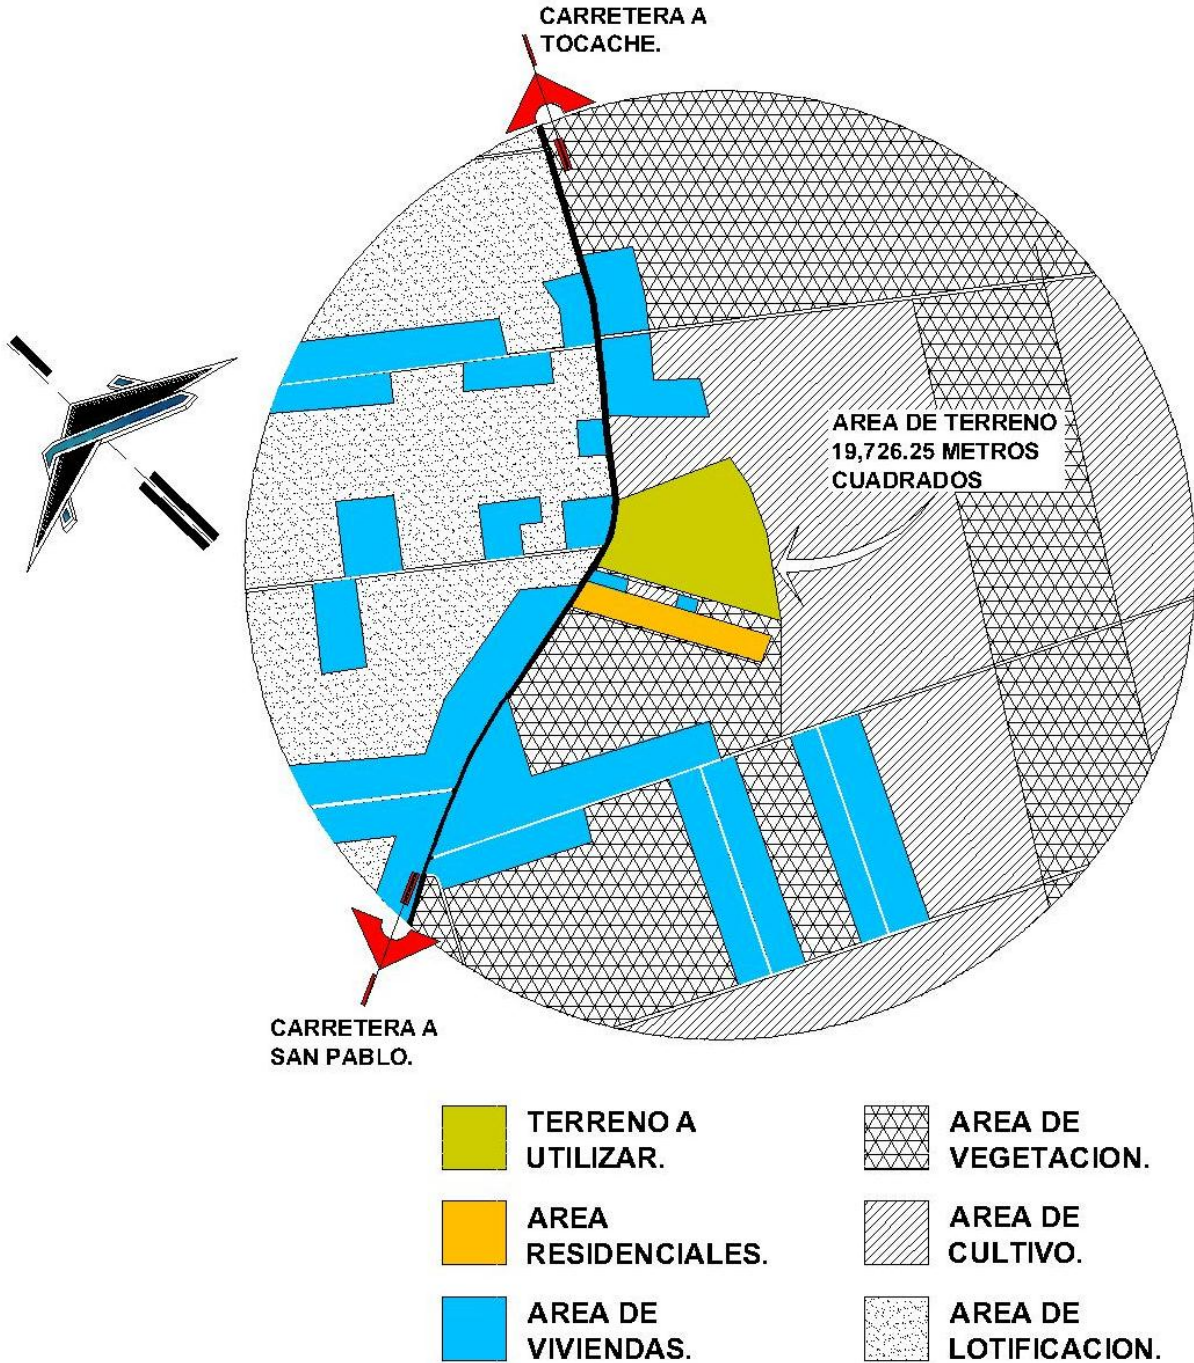 CARRETERA A
TOCACHE.
AREA DE TERRENO
19,726.25 METROS
CUADRADOS
CARRETERA A
SAN PABLO.
TERRENO A
UTILIZAR.
AREA
RESIDENCIALES.
AREA DE
VIVIENDAS.
AREA DE
VEGETACION.
AREA DE
CULTIVO.
AREA DE
LOTIFICACION.